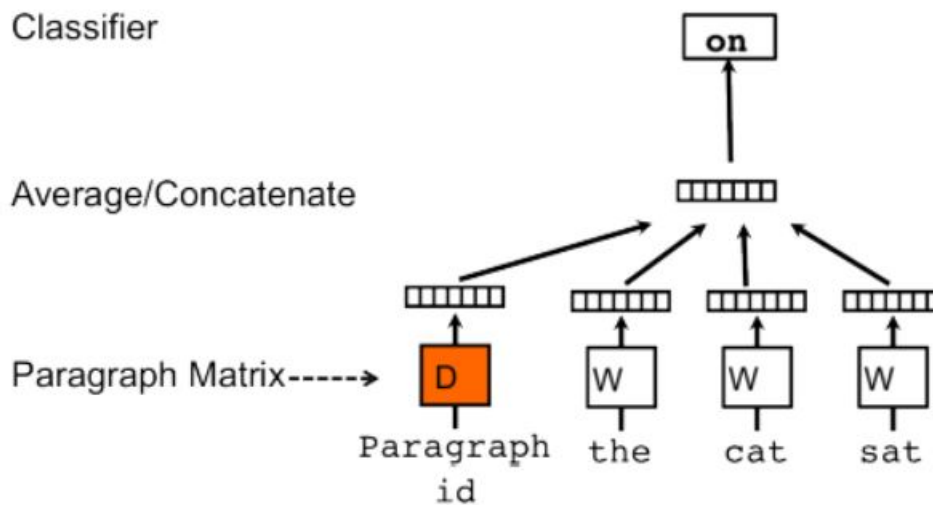 Classifier
on
Average/Concatenate
Paragraph Matrix
D
W
W
W
Paragraph
id
the
cat
sat